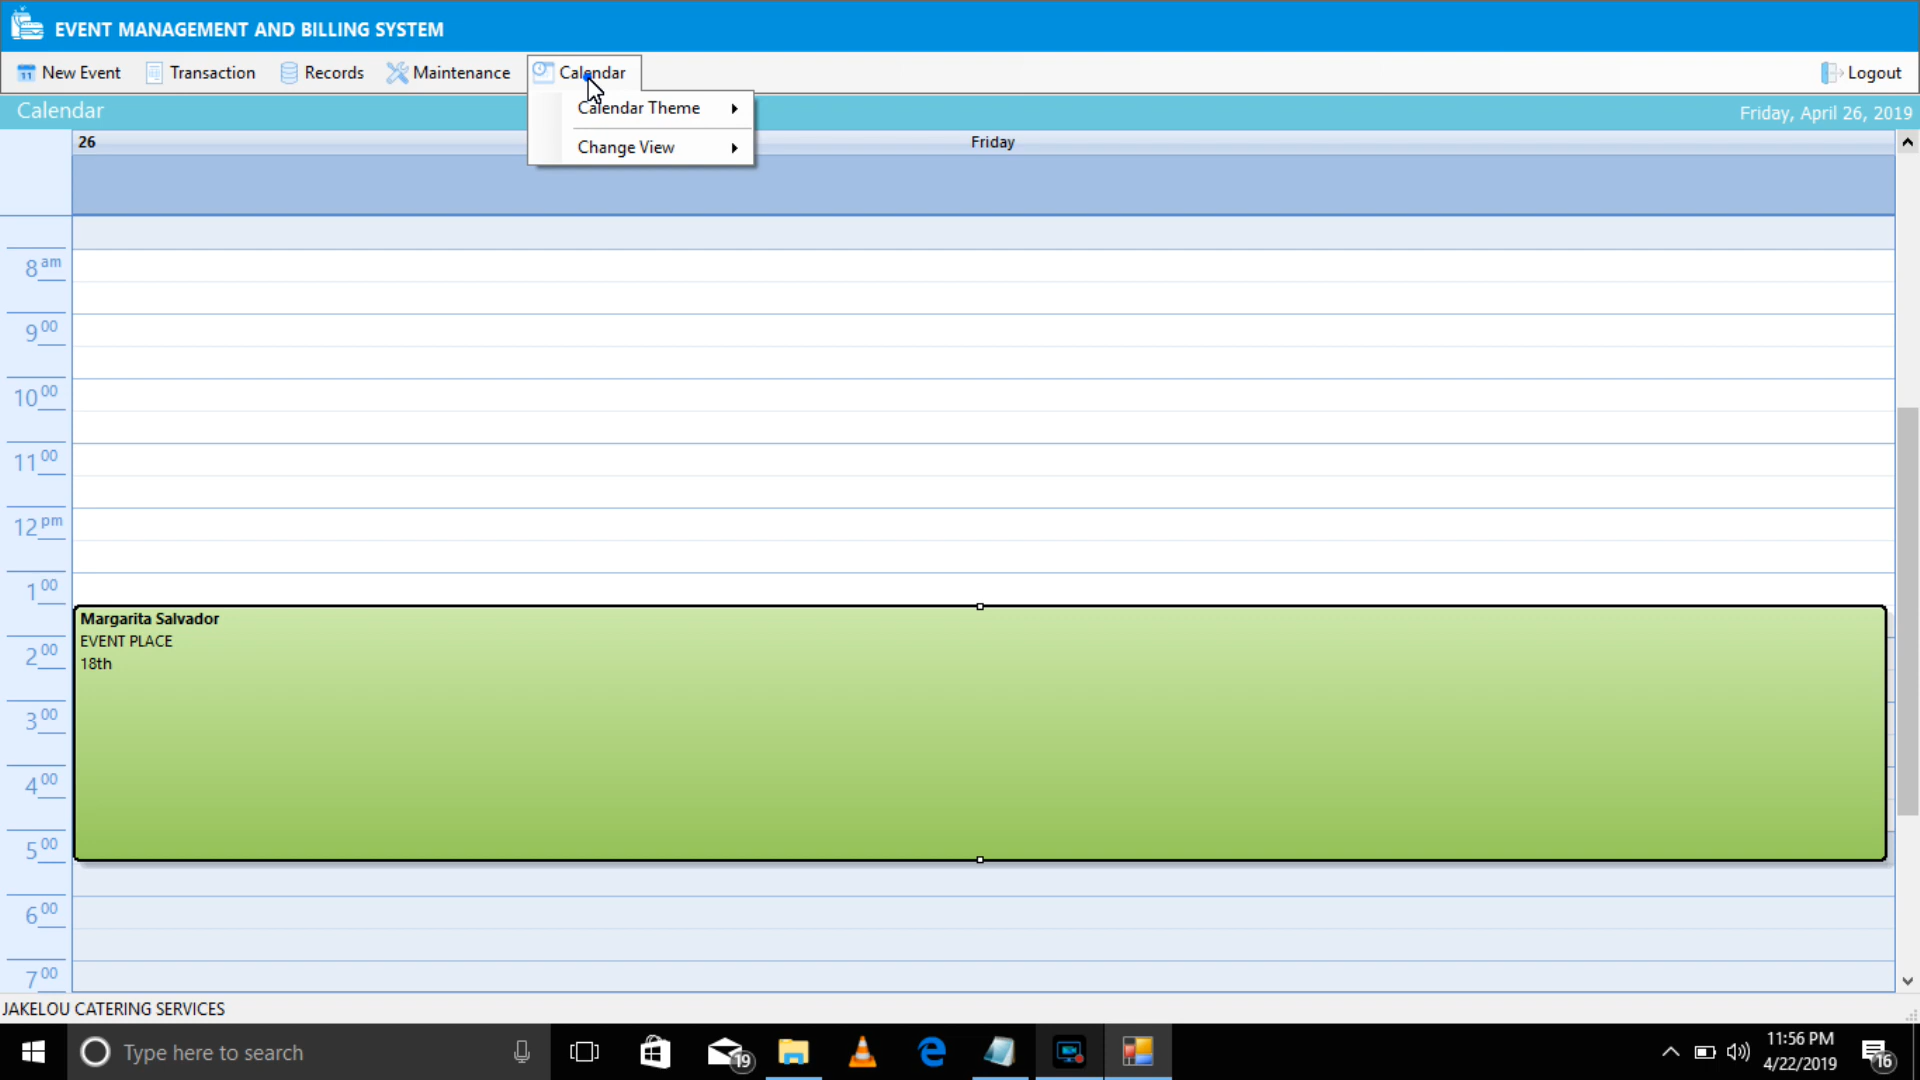 EVENT MANAGEMENT AND BILLING SYSTEM
New Event Transaction Records Maintenance Calendar Logout
Calendar Theme
Change View
Calendar Friday, April 26, 2019
26 Friday
8 am
9 00
10 00
11 00
12 pm
1 00
Margarita Salvador
EVENT PLACE
18th
2 00
3 00
4 00
5 00
6 00
7 00
JAKELOU CATERING SERVICES
Type here to search
19
11:56 PM
4/22/2019
16